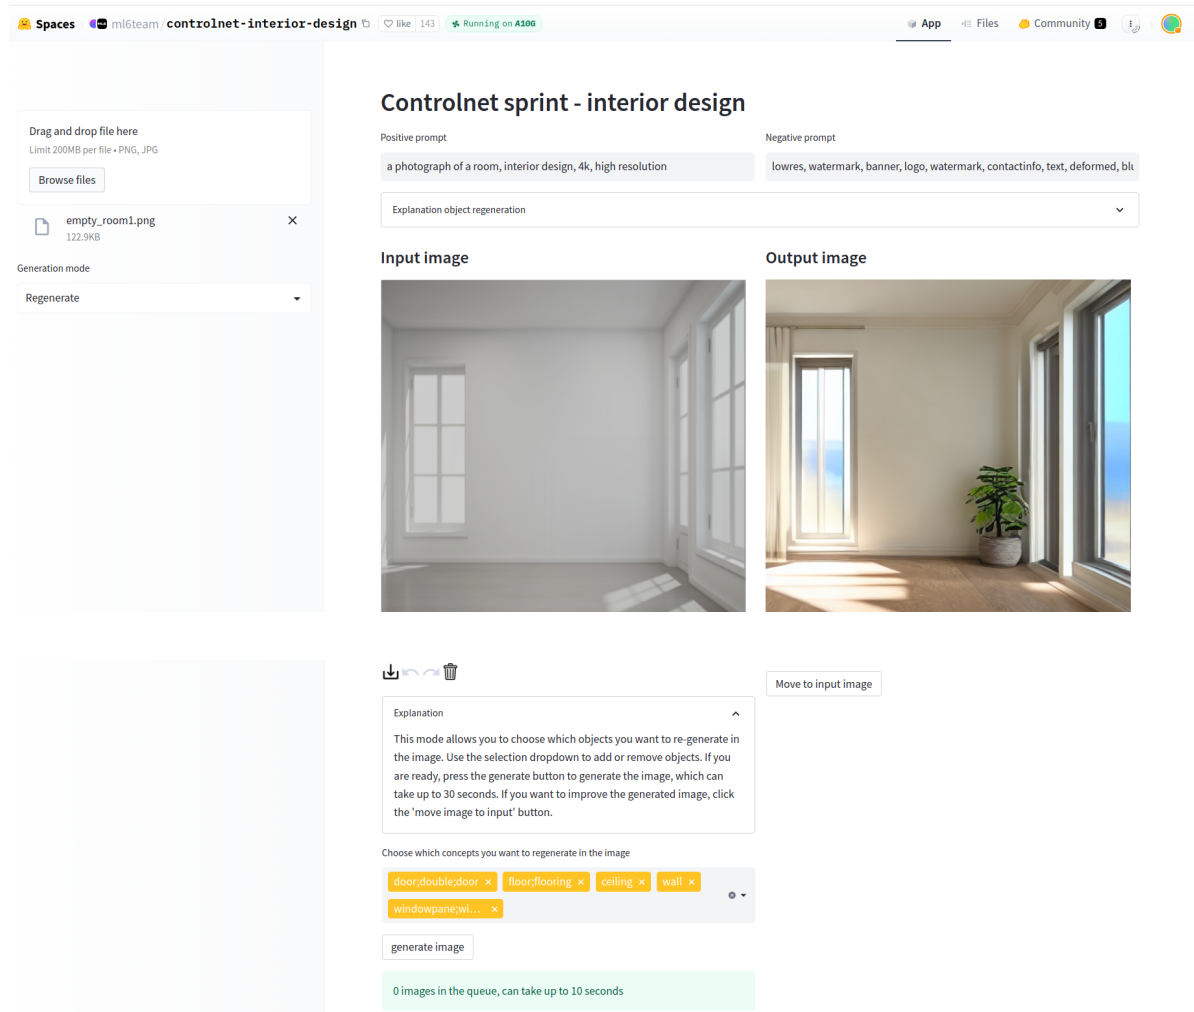 Spaces
ml6team/controlnet-interior-design
like 143
Running on A10G
App
Files
Community 5
Drag and drop file here
Limit 200MB per file • PNG, JPG
Browse files
empty_room1.png
122.9KB
Generation mode
Regenerate
Controlnet sprint - interior design
Positive prompt
a photograph of a room, interior design, 4k, high resolution
Negative prompt
lowres, watermark, banner, logo, watermark, contactinfo, text, deformed, blu
Explanation object regeneration
Input image
Output image
Move to input image
Explanation
This mode allows you to choose which objects you want to re-generate in
the image. Use the selection dropdown to add or remove objects. If you
are ready, press the generate button to generate the image, which can
take up to 30 seconds. If you want to improve the generated image, click
the 'move image to input' button.
Choose which concepts you want to regenerate in the image
door;double;door × floor;flooring × ceiling × wall ×
windowpane;wi... ×
generate image
0 images in the queue, can take up to 10 seconds